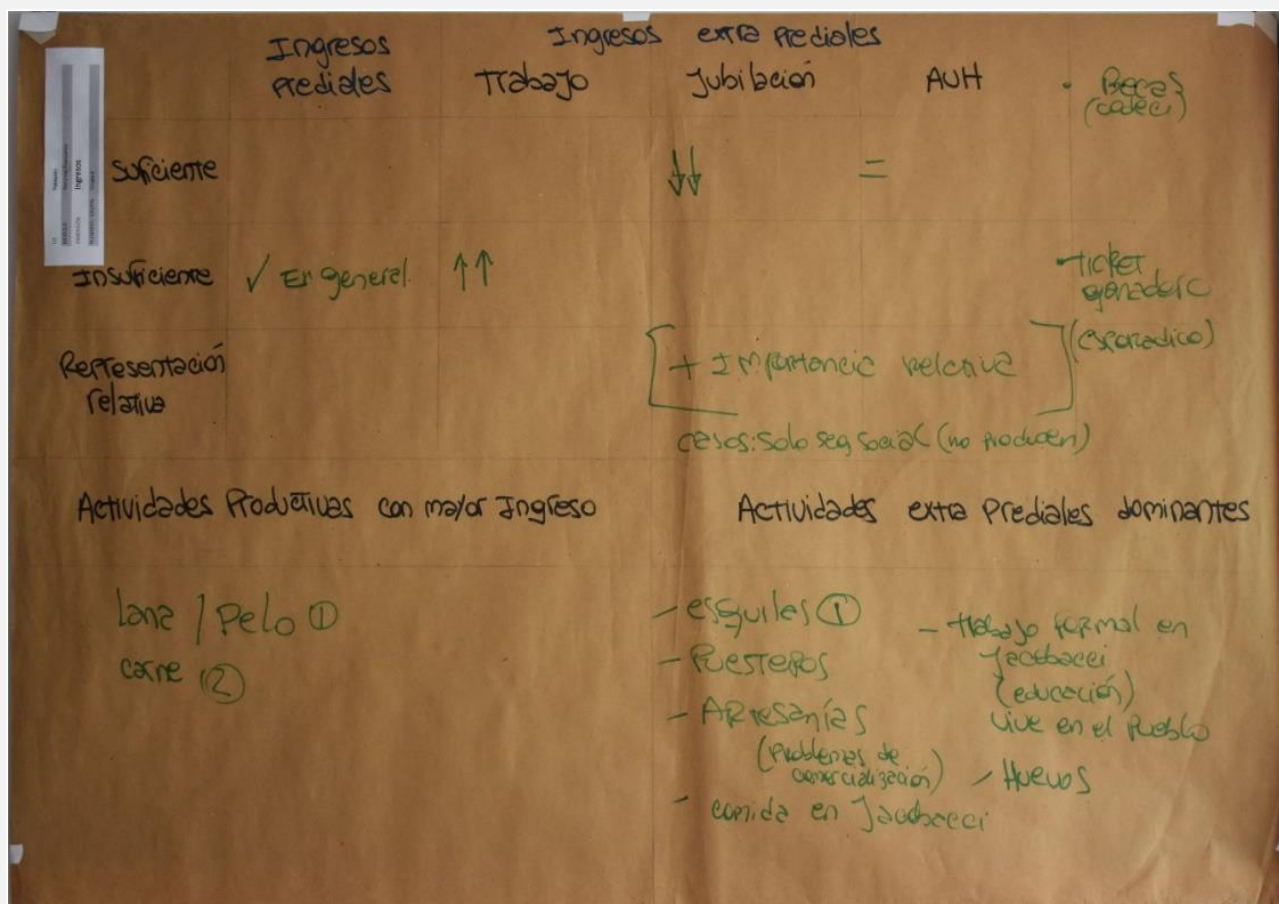 Ingresos prediales
Ingresos extra prediales
Trabajo
Jubilación
AUH
• Becas
Suficiente
↓↓
=
Insuficiente
✓ En general.
↑↑
- Ticket
ganadero
(esporadico)
Representación
relativa
+ Importancia relativa
casos: solo seg social (no producen)
Actividades Productivas con mayor Ingreso
Actividades extra Prediales dominantes
lana / Pelo ①
carne ②
- esquiles ①
- Puesteros
- Artesanías
(Problemas de
comercialización)
- comida en Jacobacci
- trabajo formal en
Jacobacci
(educación)
vive en el Pueblo
- Huevos
Ingresos